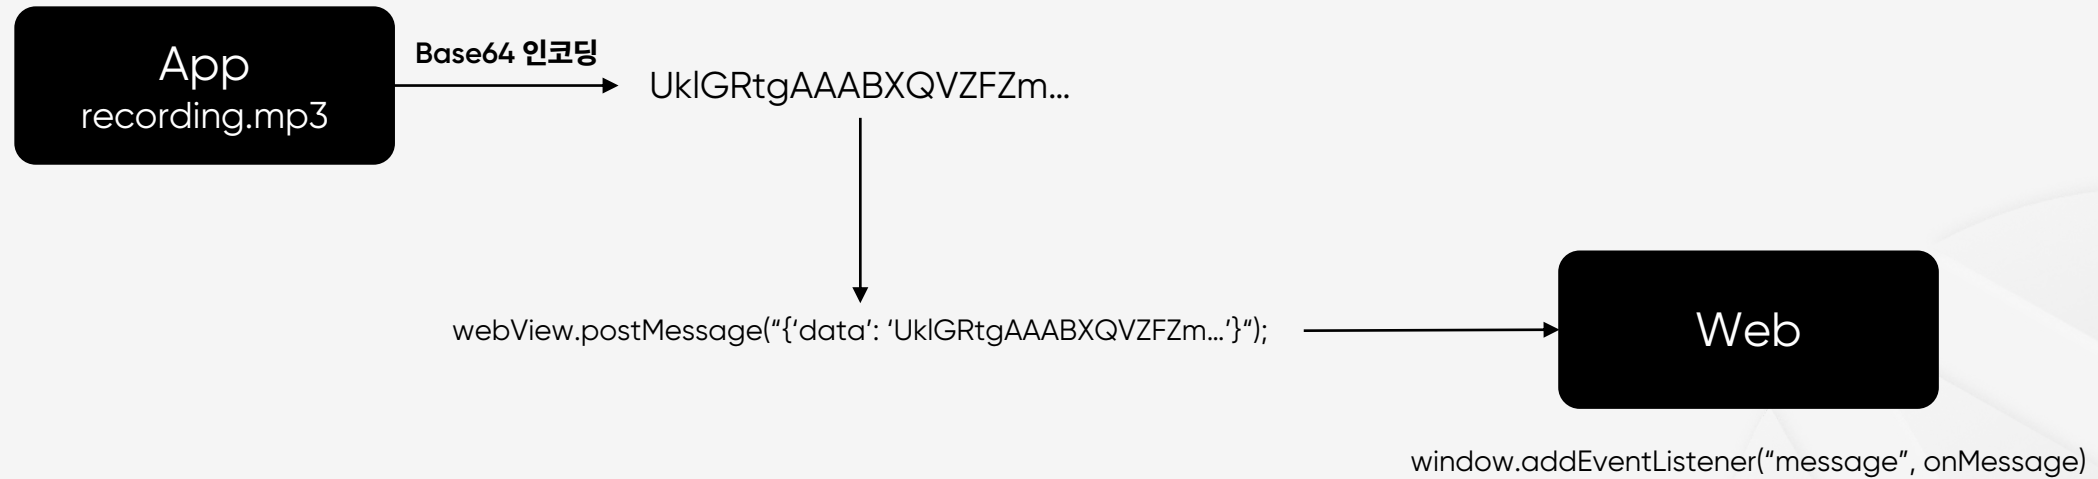 App
recording.mp3
Base64 인코딩
UklGRtgAAABXQVZFZm...
webView.postMessage(“{‘data’: ‘UklGRtgAAABXQVZFZm...’}“);
Web
window.addEventListener(“message”, onMessage)